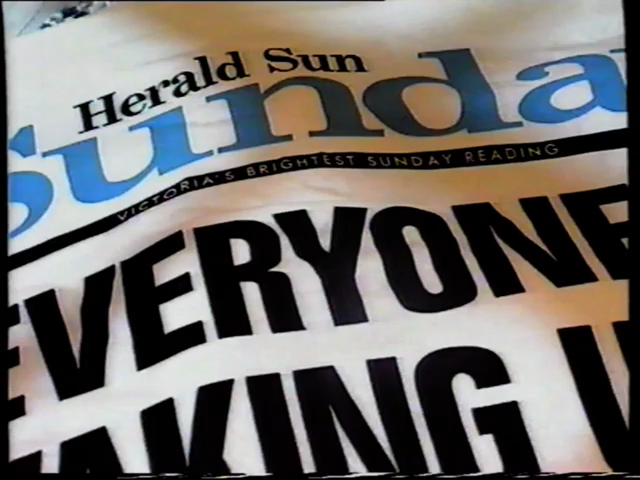 Herald Sun
Sunda
VICTORIA'S BRIGHTEST SUNDAY READING
EVERYONE
AKING